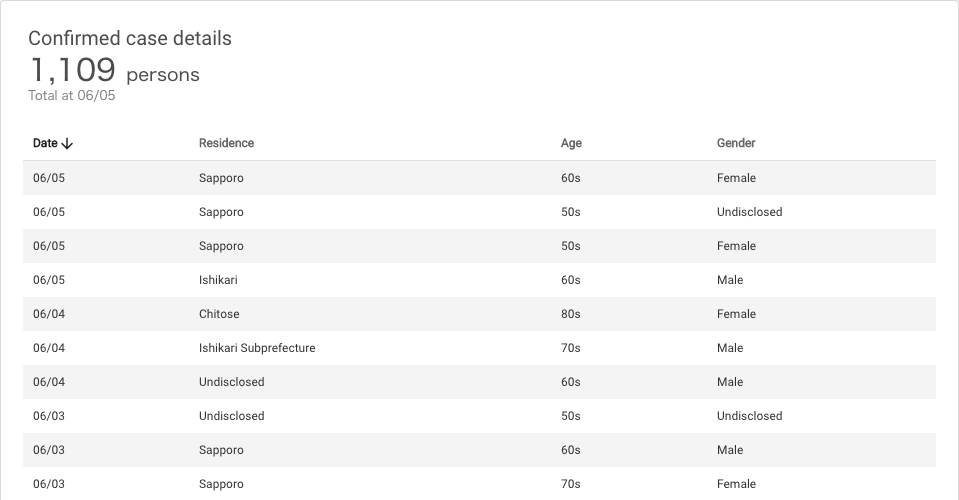 Confirmed case details
1,109 persons
Total at 06/05
Date Residence Age Gender
06/05 Sapporo 60s Female
06/05 Sapporo 50s Undisclosed
06/05 Sapporo 50s Female
06/05 Ishikari 60s Male
06/04 Chitose 80s Female
06/04 Ishikari Subprefecture 70s Male
06/04 Undisclosed 60s Male
06/03 Undisclosed 50s Undisclosed
06/03 Sapporo 60s Male
06/03 Sapporo 70s Female